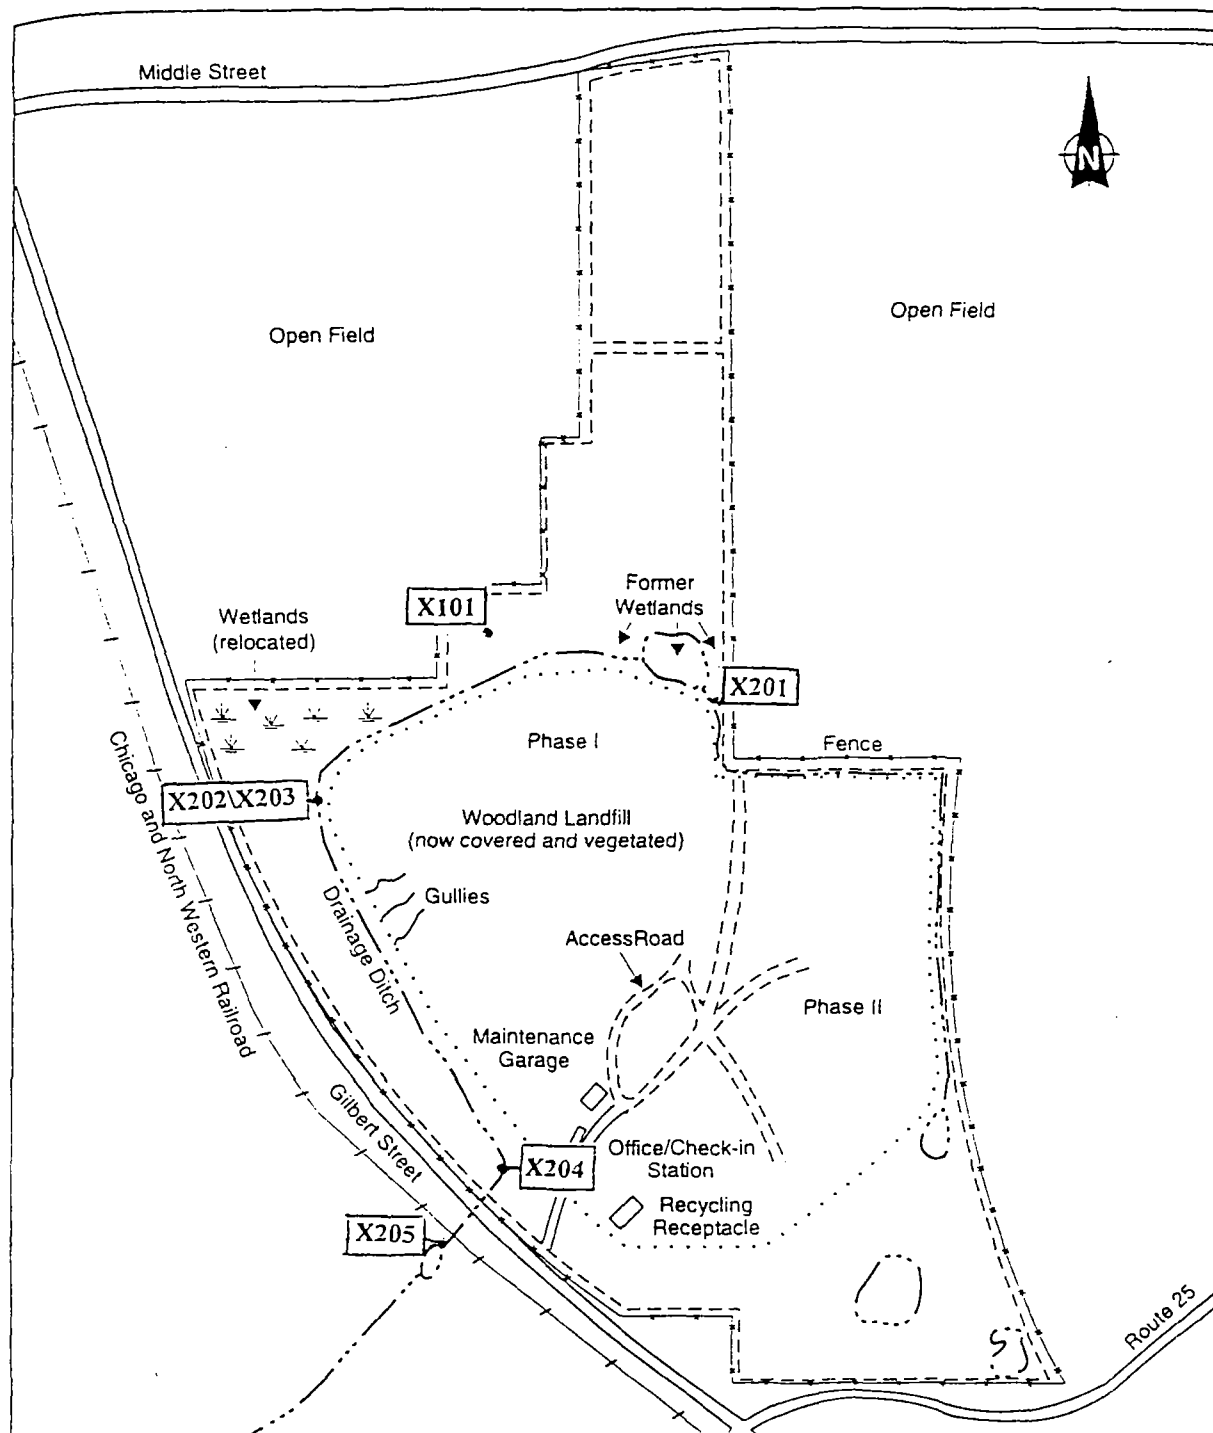 Middle Street
N
Open Field
Open Field
Former
Wetlands
X101
Wetlands
(relocated)
X201
Phase I
Fence
X202\X203
Woodland Landfill
(now covered and vegetated)
Gullies
Drainage Ditch
Chicago and North Western Railroad
AccessRoad
Phase II
Maintenance
Garage
Gilbert Street
Office/Check-in
Station
X204
Recycling
Receptacle
X205
Route 25